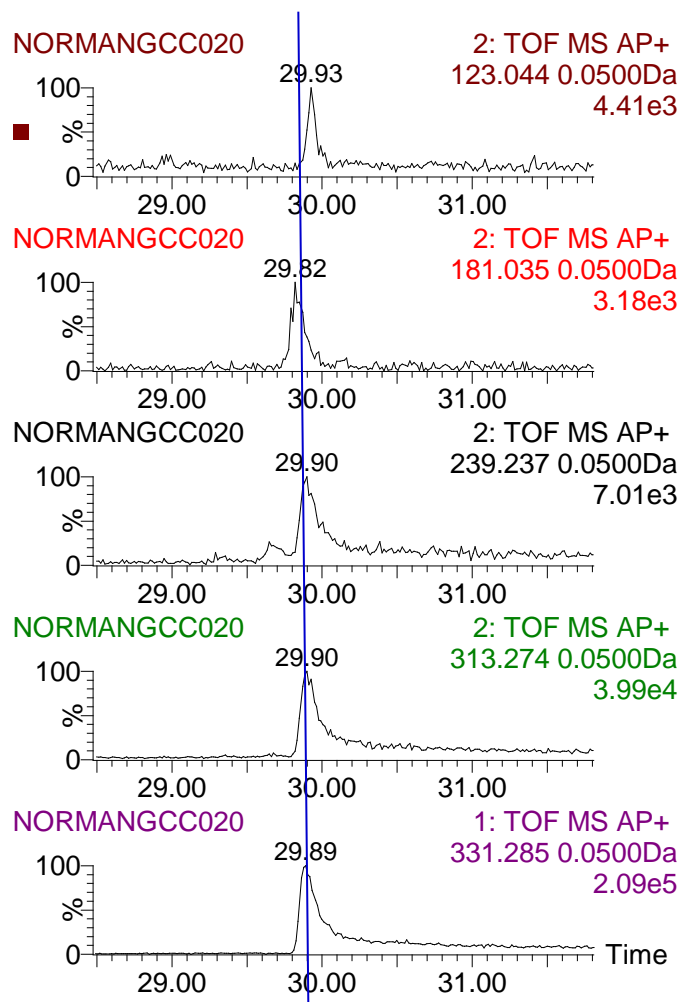 NORMANGCC020 2: TOF MS AP+
29.93 123.044 0.0500Da
100 4.41e3
%
0
29.00 30.00 31.00
NORMANGCC020 2: TOF MS AP+
29.82 181.035 0.0500Da
100 3.18e3
%
0
29.00 30.00 31.00
NORMANGCC020 2: TOF MS AP+
29.90 239.237 0.0500Da
100 7.01e3
%
0
29.00 30.00 31.00
NORMANGCC020 2: TOF MS AP+
29.90 313.274 0.0500Da
100 3.99e4
%
0
29.00 30.00 31.00
NORMANGCC020 1: TOF MS AP+
29.89 331.285 0.0500Da
100 2.09e5
%
0 Time
29.00 30.00 31.00